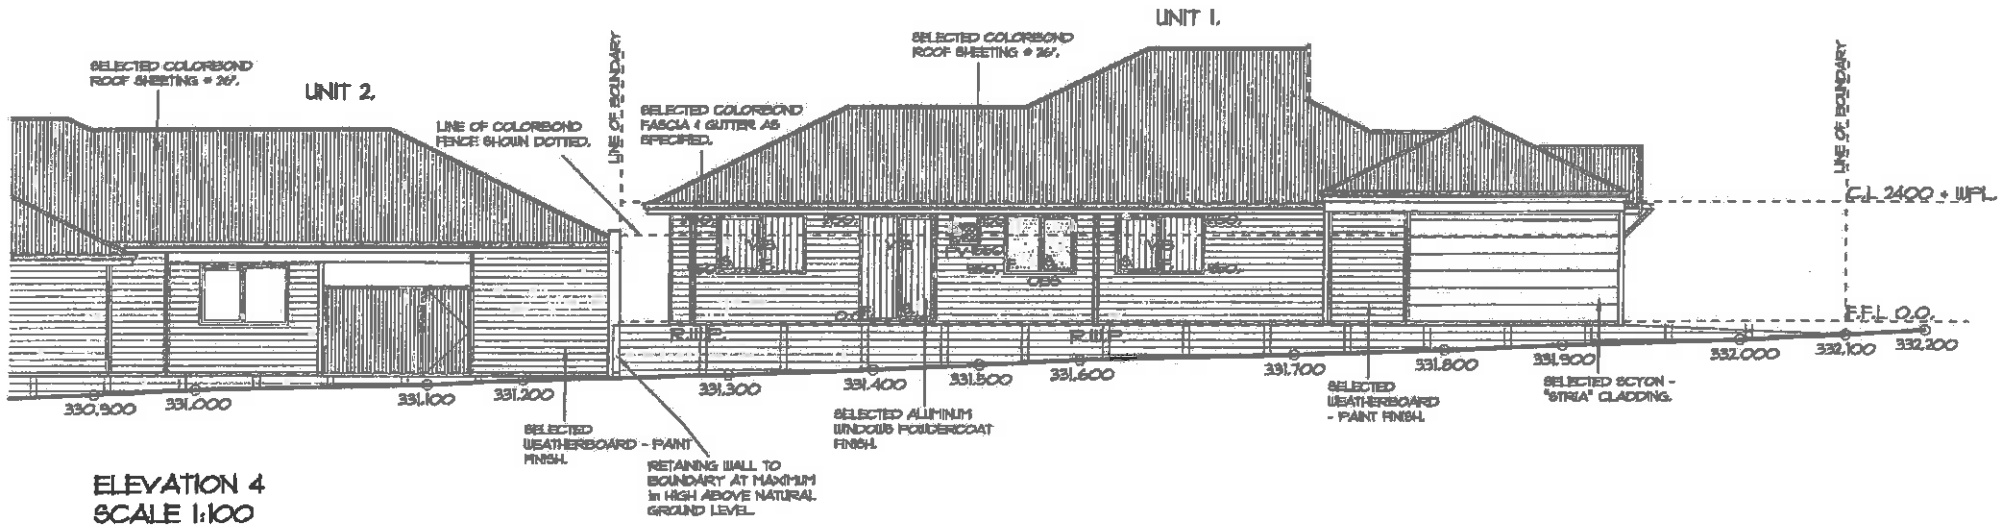 UNIT 1.
SELECTED COLORBOND
ROOF SHEETING @ 26°.
UNIT 2.
LINE OF COLORBOND
FENCE SHOWN DOTTED.
LINE OF BOUNDARY
SELECTED COLORBOND
FASCIA & GUTTER AS
SPECIFIED.
SELECTED COLORBOND
ROOF SHEETING @ 26°.
LINE OF BOUNDARY
C.L 2400 + W.P.L.
F.F.L 0.0.
OBS
R.W.P.
R.W.P.
330,900
331,000
331,100
331,200
331,300
331,400
331,500
331,600
331,700
331,800
331,900
332,000
332,100
332,200
SELECTED
WEATHERBOARD - PAINT
FINISH.
RETAINING WALL TO
BOUNDARY AT MAXIMUM
1m HIGH ABOVE NATURAL
GROUND LEVEL.
SELECTED ALUMINUM
WINDOWS POWDERCOAT
FINISH.
SELECTED
WEATHERBOARD
- PAINT FINISH.
SELECTED SCYON -
"STRIA" CLADDING.
ELEVATION 4
SCALE 1:100